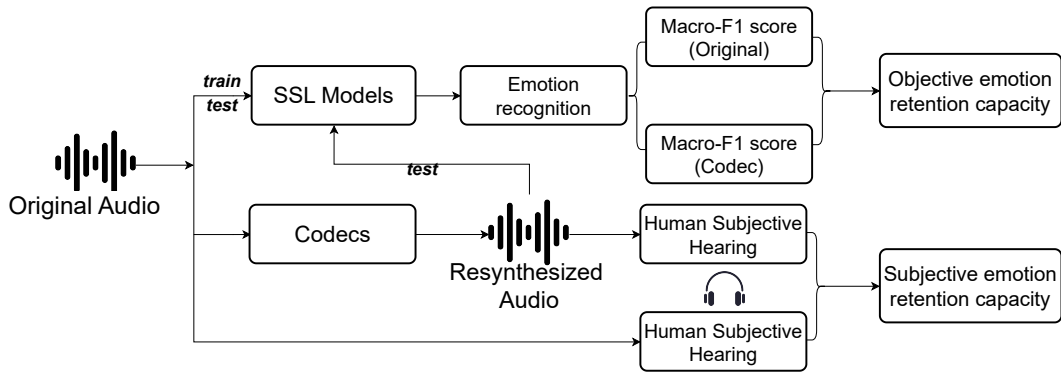 Original Audio
train
test
SSL Models
Emotion
recognition
Macro-F1 score
(Original)
Macro-F1 score
(Codec)
Objective emotion
retention capacity
test
Codecs
Resynthesized
Audio
Human Subjective
Hearing
Human Subjective
Hearing
Subjective emotion
retention capacity